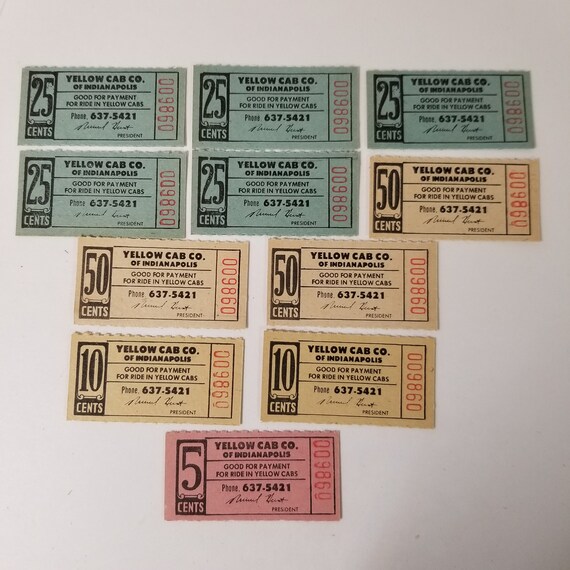 25
CENTS
YELLOW CAB CO.
OF INDIANAPOLIS
GOOD FOR PAYMENT
FOR RIDE IN YELLOW CABS
Phone 637-5421
PRESIDENT
098600
25
CENTS
YELLOW CAB CO.
OF INDIANAPOLIS
GOOD FOR PAYMENT
FOR RIDE IN YELLOW CABS
Phone 637-5421
PRESIDENT
098600
25
CENTS
YELLOW CAB CO.
OF INDIANAPOLIS
GOOD FOR PAYMENT
FOR RIDE IN YELLOW CABS
Phone 637-5421
PRESIDENT
098600
25
CENTS
YELLOW CAB CO.
OF INDIANAPOLIS
GOOD FOR PAYMENT
FOR RIDE IN YELLOW CABS
Phone 637-5421
PRESIDENT
098600
25
CENTS
YELLOW CAB CO.
OF INDIANAPOLIS
GOOD FOR PAYMENT
FOR RIDE IN YELLOW CABS
Phone 637-5421
PRESIDENT
098600
50
CENTS
YELLOW CAB CO.
OF INDIANAPOLIS
GOOD FOR PAYMENT
FOR RIDE IN YELLOW CABS
Phone 637-5421
PRESIDENT
098600
50
CENTS
YELLOW CAB CO.
OF INDIANAPOLIS
GOOD FOR PAYMENT
FOR RIDE IN YELLOW CABS
Phone 637-5421
PRESIDENT
098600
50
CENTS
YELLOW CAB CO.
OF INDIANAPOLIS
GOOD FOR PAYMENT
FOR RIDE IN YELLOW CABS
Phone 637-5421
PRESIDENT
098600
10
CENTS
YELLOW CAB CO.
OF INDIANAPOLIS
GOOD FOR PAYMENT
FOR RIDE IN YELLOW CABS
Phone 637-5421
PRESIDENT
098600
10
CENTS
YELLOW CAB CO.
OF INDIANAPOLIS
GOOD FOR PAYMENT
FOR RIDE IN YELLOW CABS
Phone 637-5421
PRESIDENT
098600
5
CENTS
YELLOW CAB CO.
OF INDIANAPOLIS
GOOD FOR PAYMENT
FOR RIDE IN YELLOW CABS
Phone 637-5421
PRESIDENT
098600